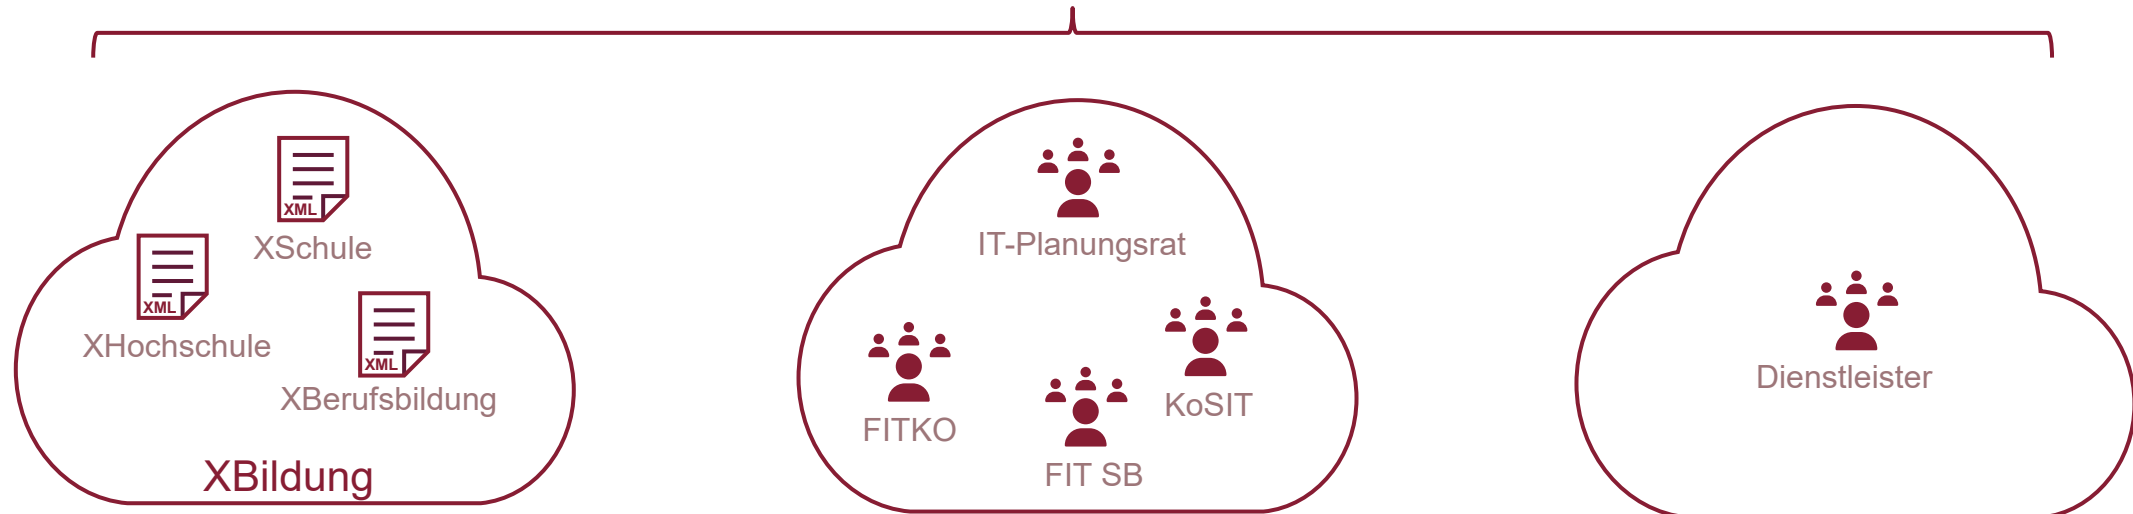 XML
XSchule
XML
XHochschule
XML
XBerufsbildung
XBildung
IT-Planungsrat
FITKO
KoSIT
FIT SB
Dienstleister